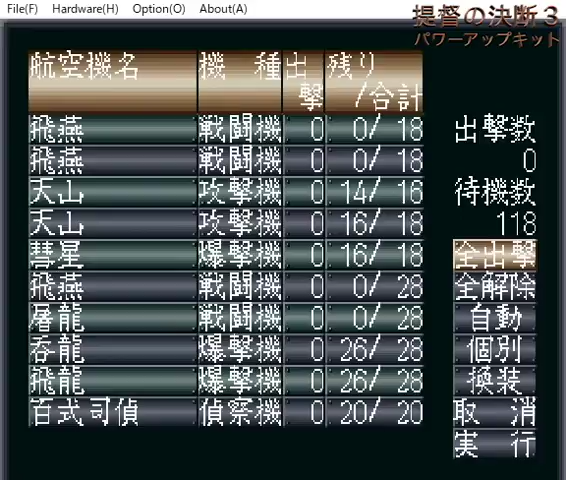 File(F) Hardware(H) Option(O) About(A)
提督の決断3
パワーアップキット
航空機名 機 種 出撃 残り/合計
飛燕 戦闘機 0 0/ 18
飛燕 戦闘機 0 0/ 18
天山 攻撃機 0 14/ 16
天山 攻撃機 0 16/ 18
彗星 爆撃機 0 16/ 18
飛燕 戦闘機 0 0/ 28
屠龍 戦闘機 0 0/ 28
呑龍 爆撃機 0 26/ 28
飛龍 爆撃機 0 26/ 28
百式司偵 偵察機 0 20/ 20
出撃数
0
待機数
118
全出撃
全解除
自動
個別
換装
取 消
実 行